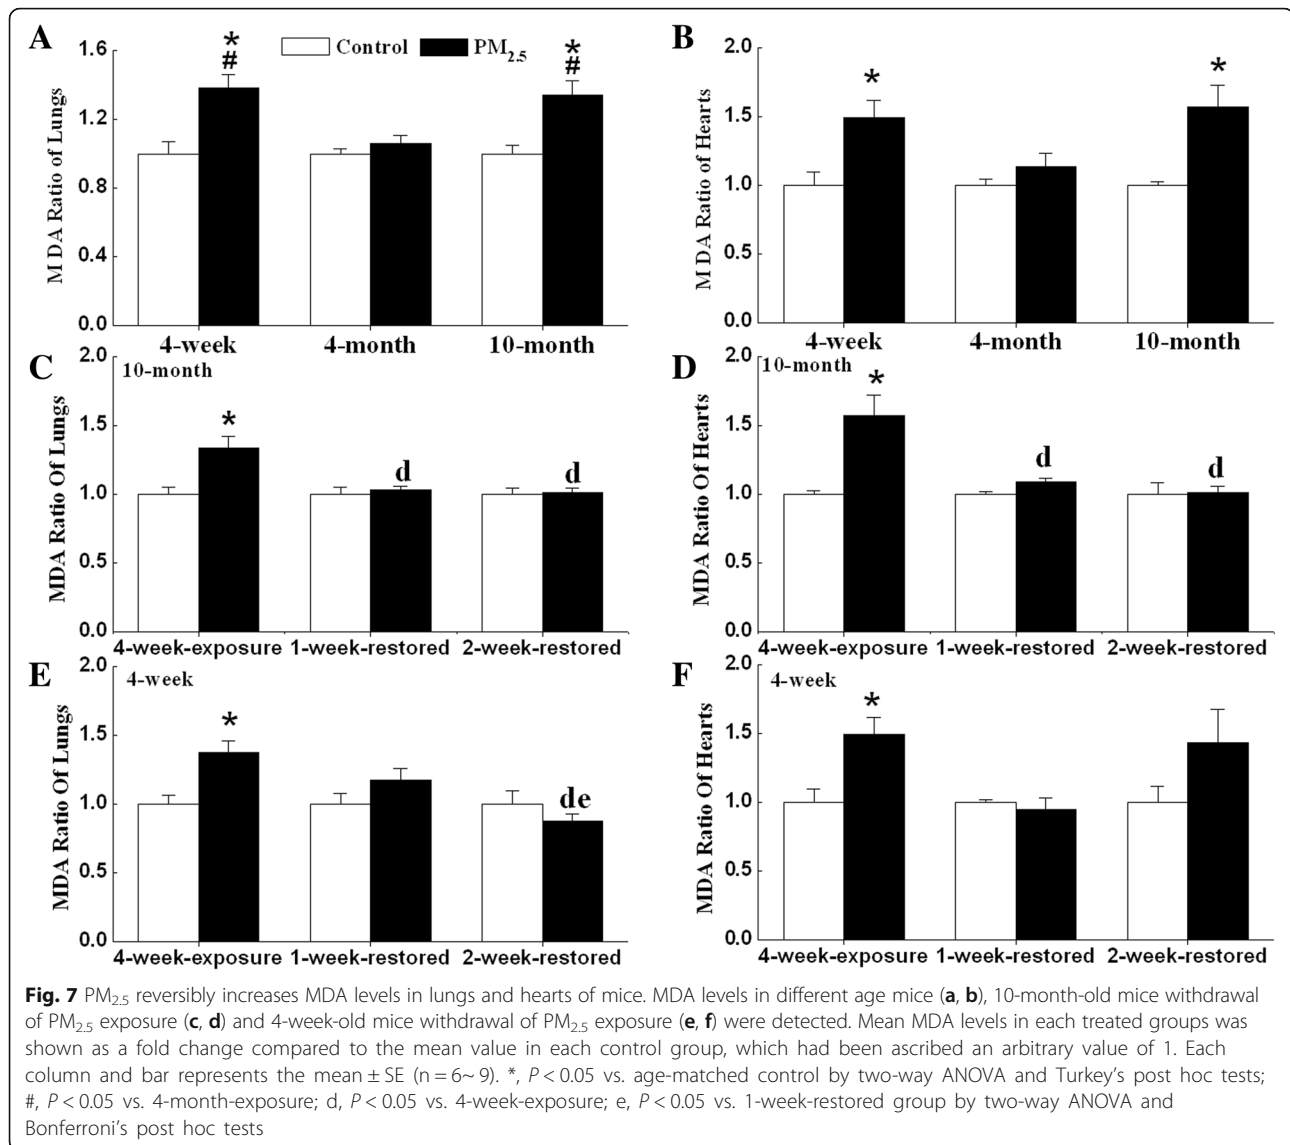 A
*
#
*
#
Control
PM2.5
MDA Ratio of Lungs
1.6
1.2
0.8
0.4
0.0
4-week
4-month
10-month
B
*
*
MDA Ratio of Hearts
2.0
1.5
1.0
0.5
0.0
4-week
4-month
10-month
C
10-month
*
d
d
MDA Ratio Of Lungs
2.0
1.5
1.0
0.5
0.0
4-week-exposure
1-week-restored
2-week-restored
D
10-month
*
d
d
MDA Ratio Of Hearts
2.0
1.5
1.0
0.5
0.0
4-week-exposure
1-week-restored
2-week-restored
E
4-week
*
de
MDA Ratio Of Lungs
2.0
1.5
1.0
0.5
0.0
4-week-exposure
1-week-restored
2-week-restored
F
4-week
*
MDA Ratio Of Hearts
2.0
1.5
1.0
0.5
0.0
4-week-exposure
1-week-restored
2-week-restored
Fig. 7 PM2.5 reversibly increases MDA levels in lungs and hearts of mice. MDA levels in different age mice (a, b), 10-month-old mice withdrawal
of PM2.5 exposure (c, d) and 4-week-old mice withdrawal of PM2.5 exposure (e, f) were detected. Mean MDA levels in each treated groups was
shown as a fold change compared to the mean value in each control group, which had been ascribed an arbitrary value of 1. Each
column and bar represents the mean ± SE (n = 6~ 9). *, P < 0.05 vs. age-matched control by two-way ANOVA and Turkey's post hoc tests;
#, P < 0.05 vs. 4-month-exposure; d, P < 0.05 vs. 4-week-exposure; e, P < 0.05 vs. 1-week-restored group by two-way ANOVA and
Bonferroni's post hoc tests